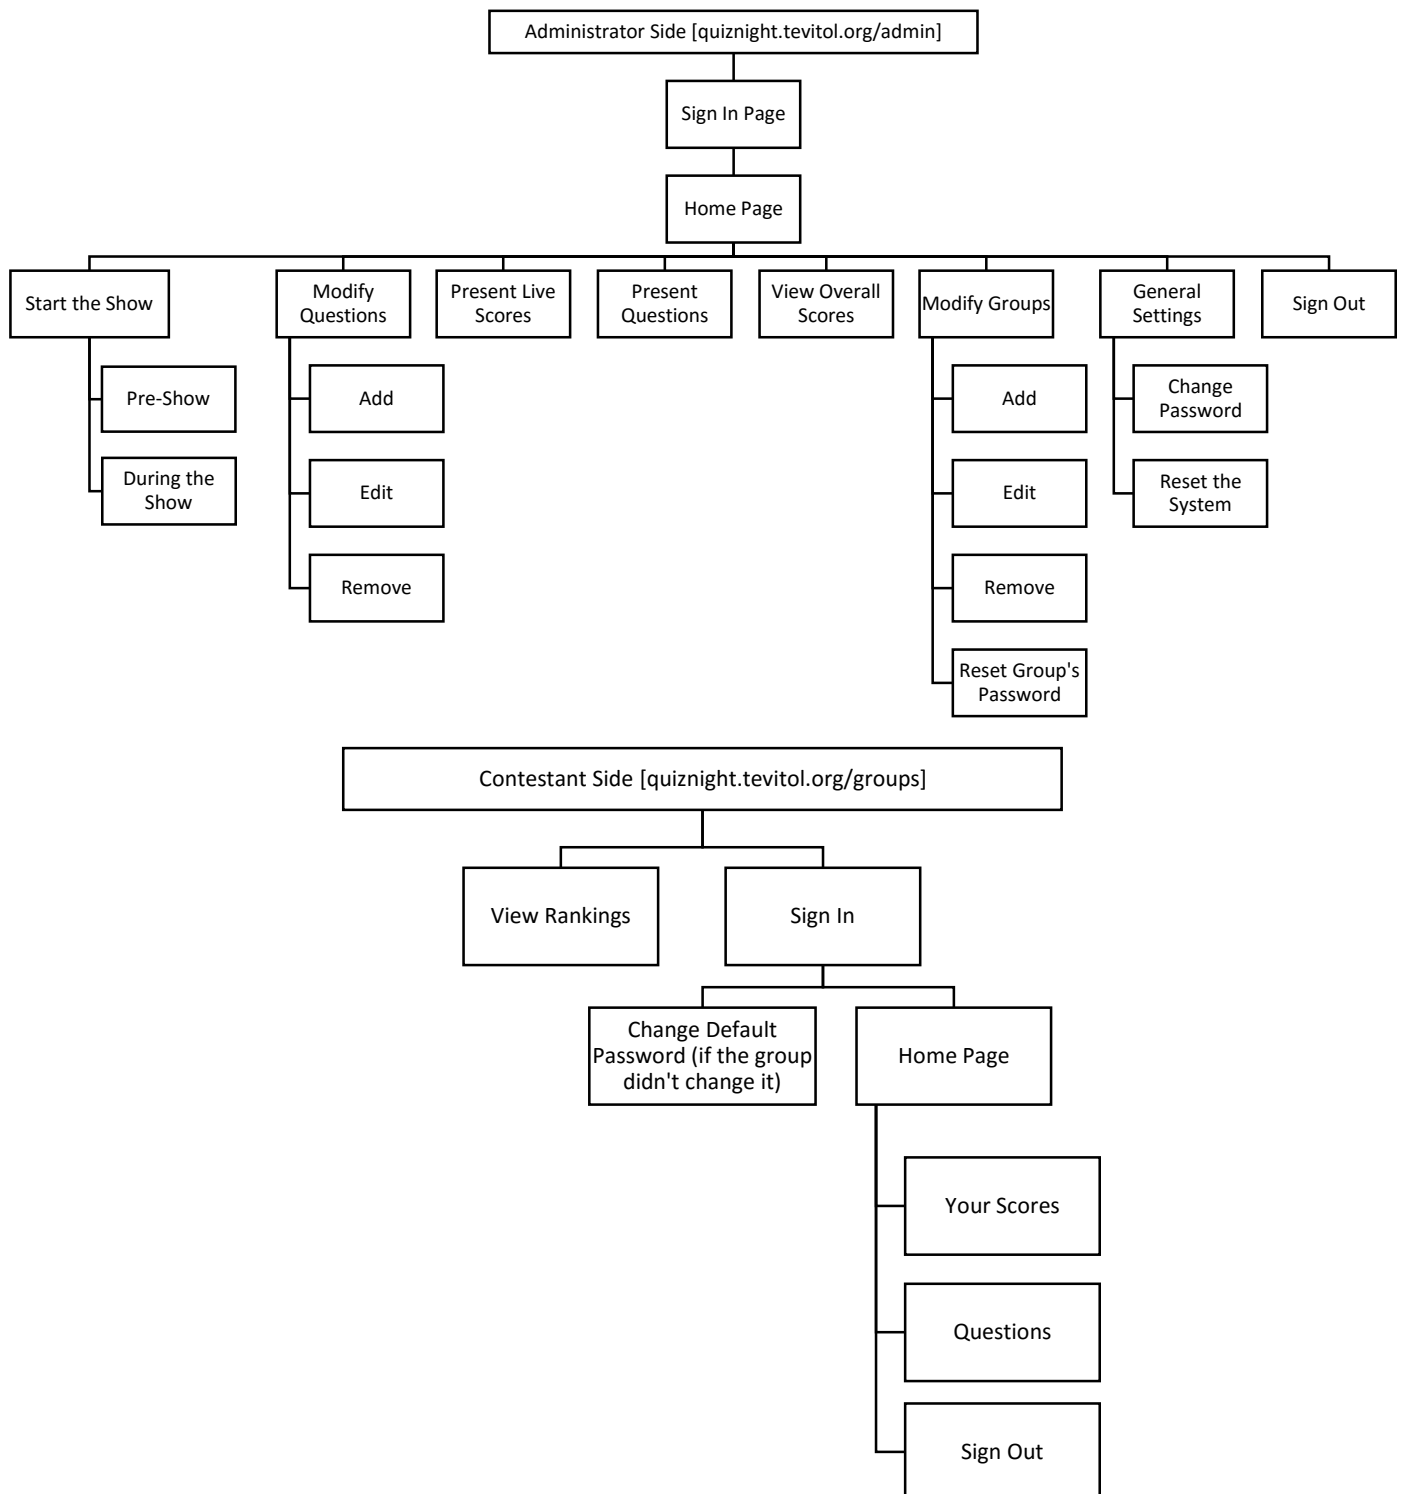 Administrator Side [quiznight.tevitol.org/admin]
Sign In Page
Home Page
Start the Show
Modify
Questions
Present Live
Scores
Present
Questions
View Overall
Scores
Modify Groups
General
Settings
Sign Out
Pre-Show
During the
Show
Add
Edit
Remove
Add
Edit
Remove
Reset Group's
Password
Change
Password
Reset the
System
Contestant Side [quiznight.tevitol.org/groups]
View Rankings
Sign In
Change Default
Password (if the group
didn't change it)
Home Page
Your Scores
Questions
Sign Out